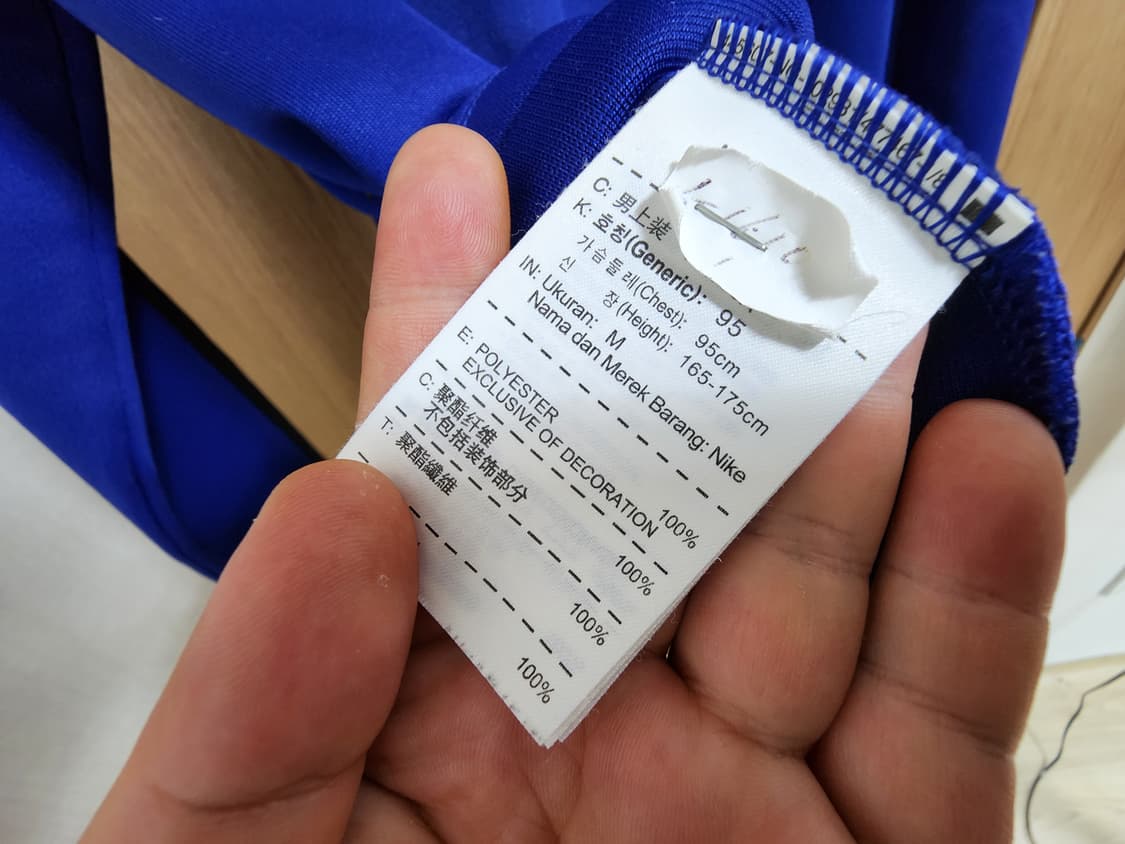 C: 男上装
K: 호칭(Generic): 95
가슴둘레(Chest): 95cm
신 장(Height): 165-175cm
IN: Ukuran: M
Nama dan Merek Barang: Nike
E: POLYESTER 100%
EXCLUSIVE OF DECORATION
C: 聚酯纤维 100%
不包括装饰部分
T: 聚酯纖維 100%
100%